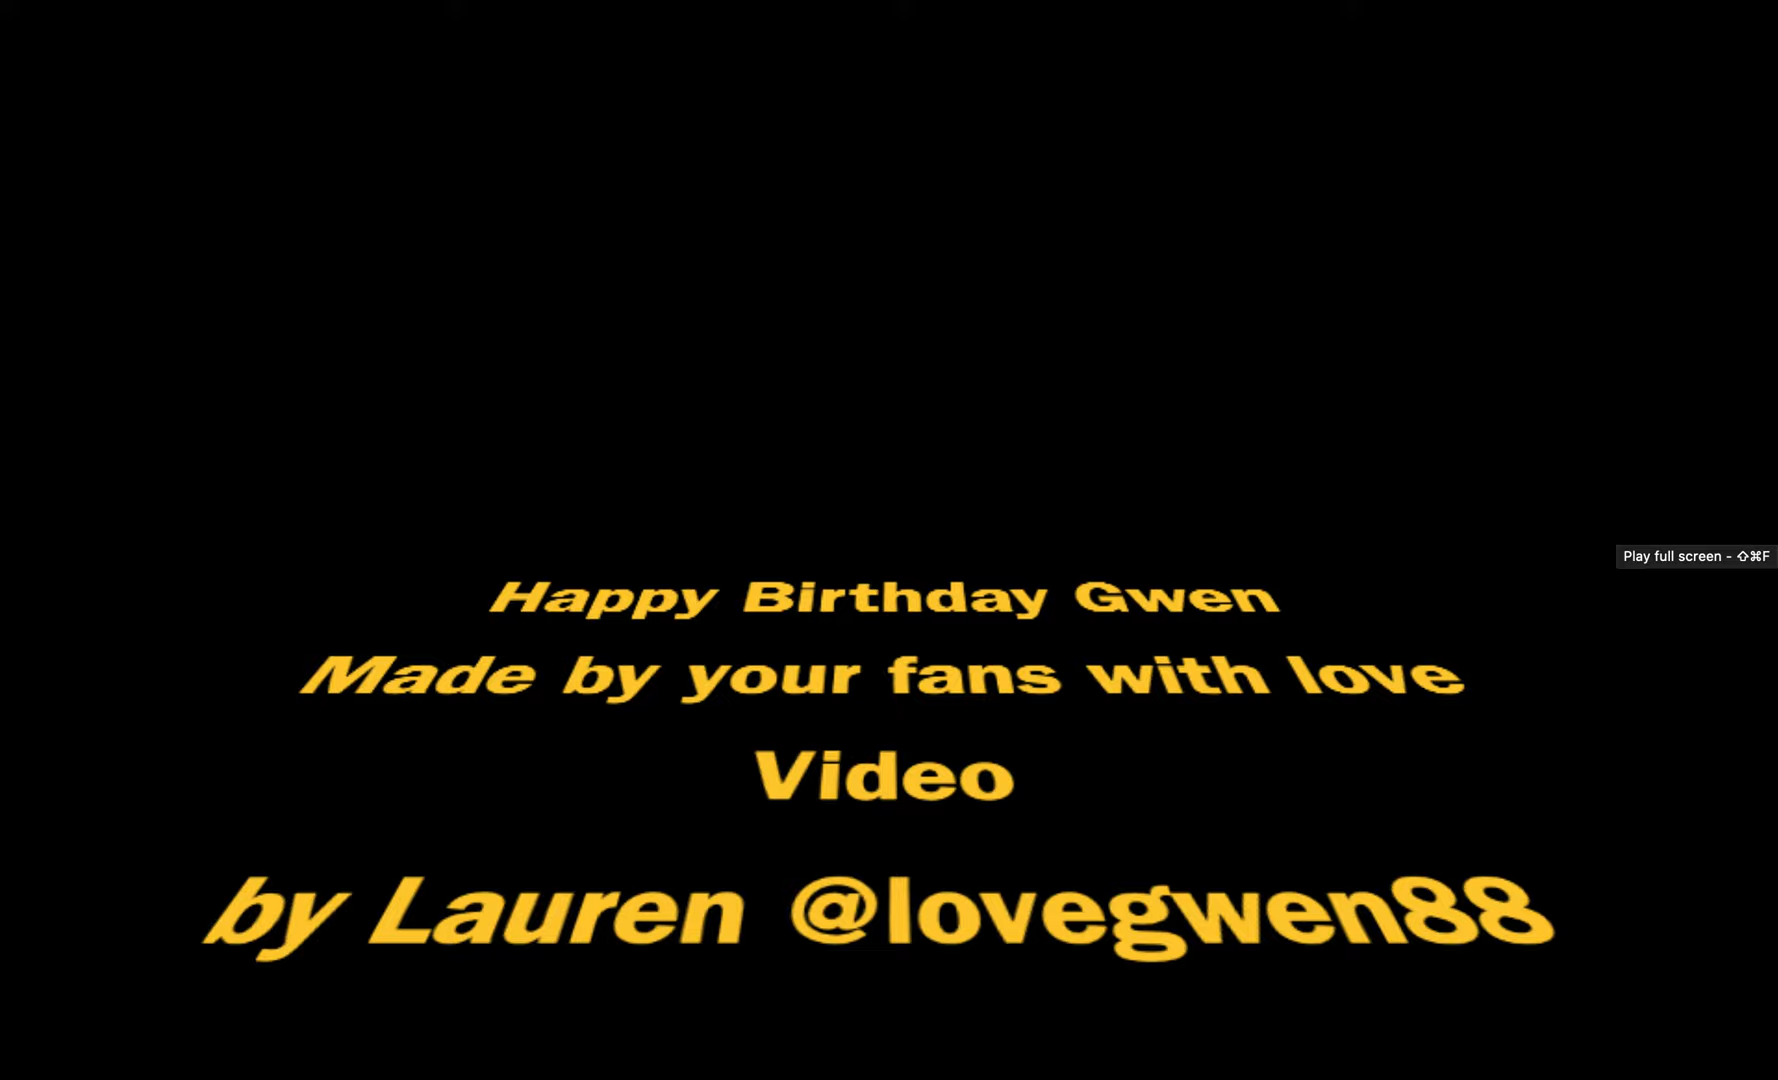 Play full screen - ⇧⌘F
Happy Birthday Gwen
Made by your fans with love
Video
by Lauren @lovegwen88